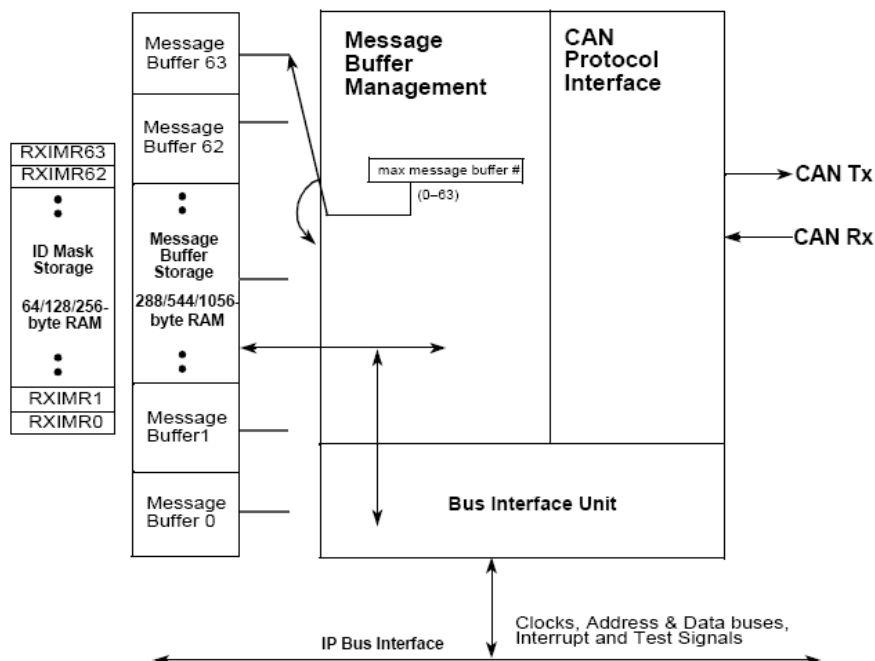 RXIMR63
RXIMR62
ID Mask
Storage
64/128/256-
byte RAM
RXIMR1
RXIMR0
Message
Buffer 63
Message
Buffer 62
Message
Buffer
Storage
288/544/1056-
byte RAM
Message
Buffer1
Message
Buffer 0
Message
Buffer
Management
max message buffer #
(0–63)
CAN
Protocol
Interface
CAN Tx
CAN Rx
Bus Interface Unit
Clocks, Address & Data buses,
Interrupt and Test Signals
IP Bus Interface